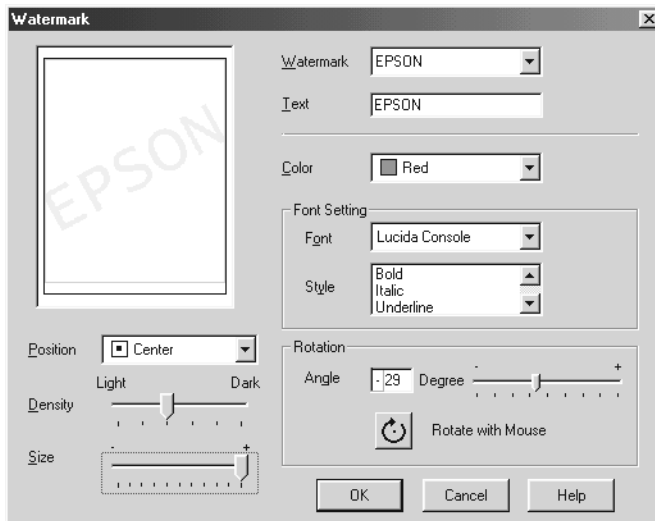 Watermark
EPSON
Watermark EPSON
Text EPSON
Color Red
Font Setting
Font Lucida Console
Style Bold
Italic
Underline
Position Center
Light Dark
Density
Size - +
Rotation
Angle -29 Degree - +
Rotate with Mouse
OK Cancel Help